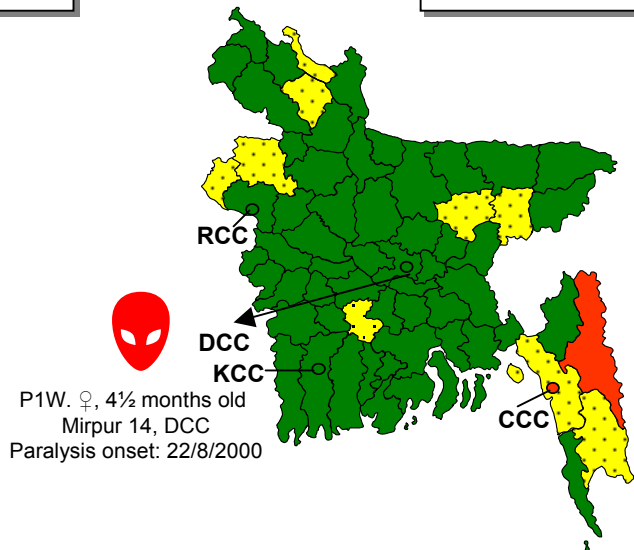 RCC
DCC
KCC
P1W. ♀, 4½ months old
Mirpur 14, DCC
Paralysis onset: 22/8/2000
CCC